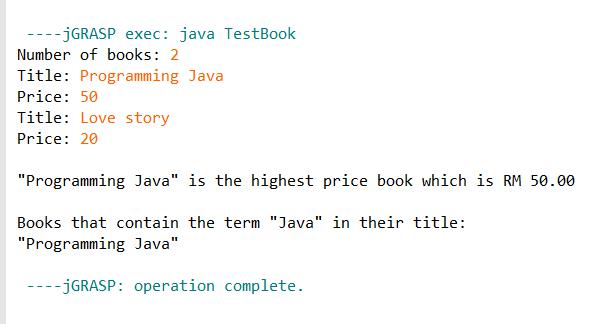 ----jGRASP exec: java TestBook
Number of books: 2
Title: Programming Java
Price: 50
Title: Love story
Price: 20
"Programming Java" is the highest price book which is RM 50.00
Books that contain the term "Java" in their title:
"Programming Java"
----jGRASP: operation complete.